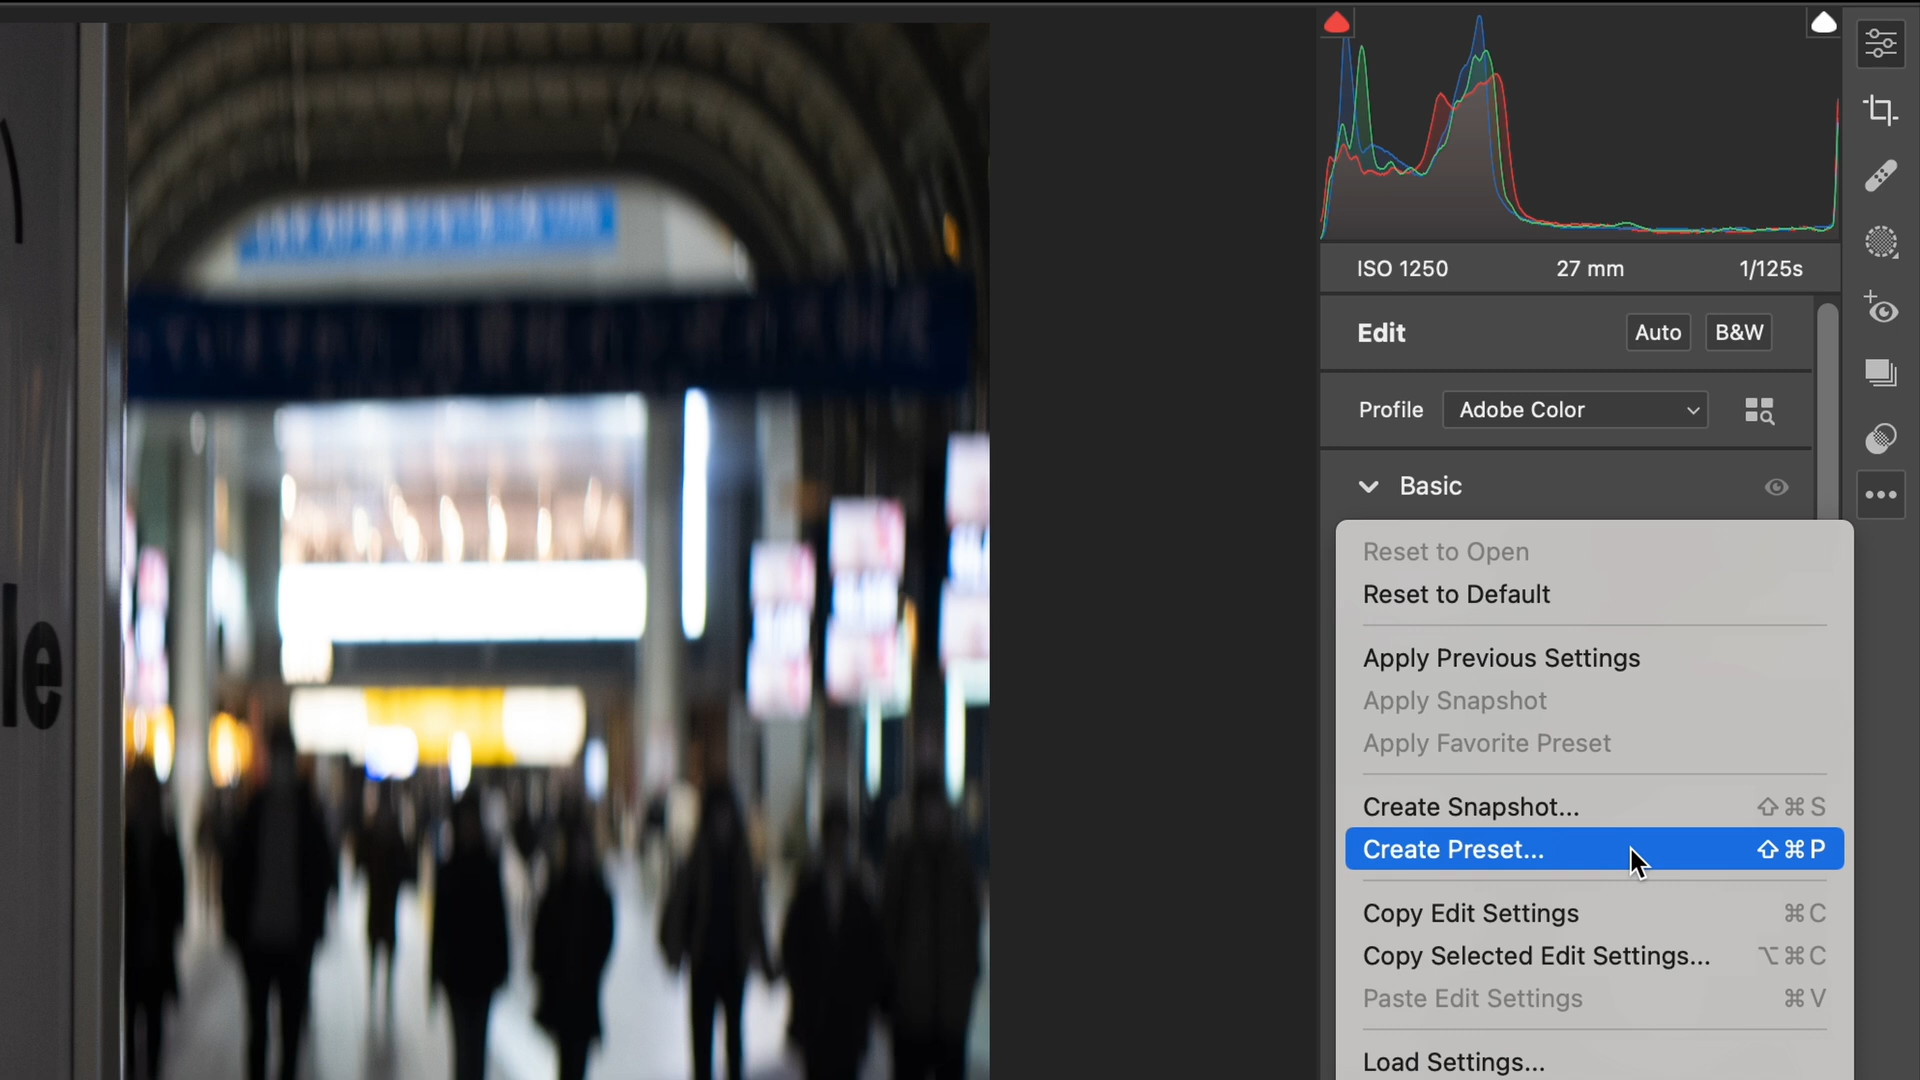 ISO 1250 27 mm 1/125s
Edit Auto B&W
Profile Adobe Color
Basic
Reset to Open
Reset to Default
Apply Previous Settings
Apply Snapshot
Apply Favorite Preset
Create Snapshot... ⇧⌘S
Create Preset... ⇧⌘P
Copy Edit Settings ⌘C
Copy Selected Edit Settings... ⌥⌘C
Paste Edit Settings ⌘V
Load Settings...
le